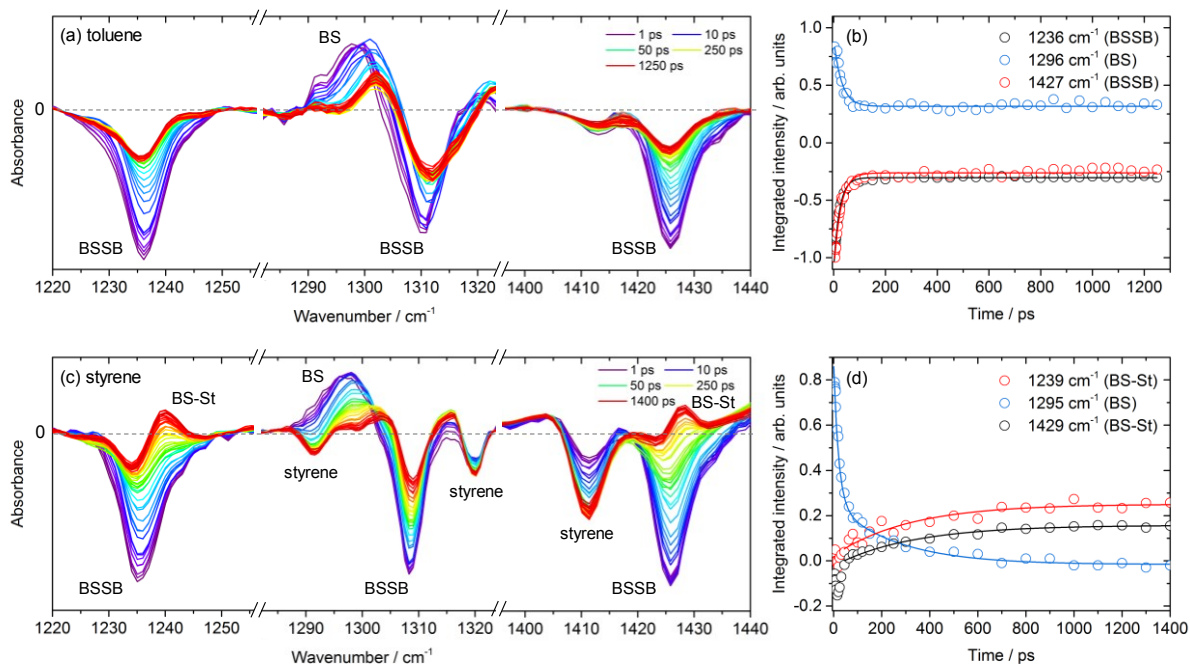 (a) toluene
BS
1 ps 10 ps
50 ps 250 ps
1250 ps
0
Absorbance
BSSB
BSSB
BSSB
1220 1230 1240 1250 1290 1300 1310 1320 1400 1410 1420 1430 1440
Wavenumber / cm⁻¹
(b)
1236 cm⁻¹ (BSSB)
1296 cm⁻¹ (BS)
1427 cm⁻¹ (BSSB)
Integrated intensity / arb. units
1.0
0.5
0.0
-0.5
-1.0
0 200 400 600 800 1000 1200
Time / ps
(c) styrene
BS
BS-St
1 ps 10 ps
50 ps 250 ps
1400 ps
BS-St
0
Absorbance
styrene
styrene
styrene
BSSB
BSSB
BSSB
1220 1230 1240 1250 1290 1300 1310 1320 1400 1410 1420 1430 1440
Wavenumber / cm⁻¹
(d)
1239 cm⁻¹ (BS-St)
1295 cm⁻¹ (BS)
1429 cm⁻¹ (BS-St)
Integrated intensity / arb. units
0.8
0.6
0.4
0.2
0.0
-0.2
0 200 400 600 800 1000 1200 1400
Time / ps